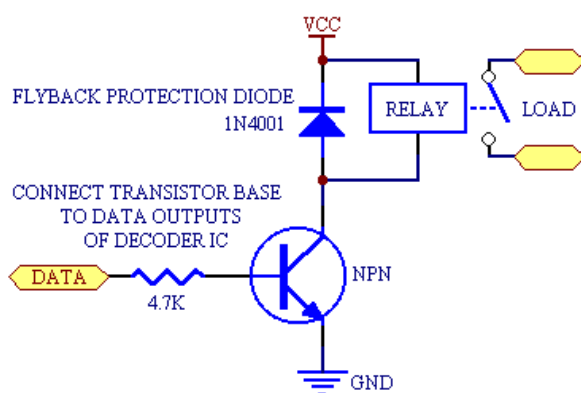 VCC
FLYBACK PROTECTION DIODE
1N4001
RELAY
LOAD
CONNECT TRANSISTOR BASE
TO DATA OUTPUTS
OF DECODER IC
DATA
4.7K
NPN
GND